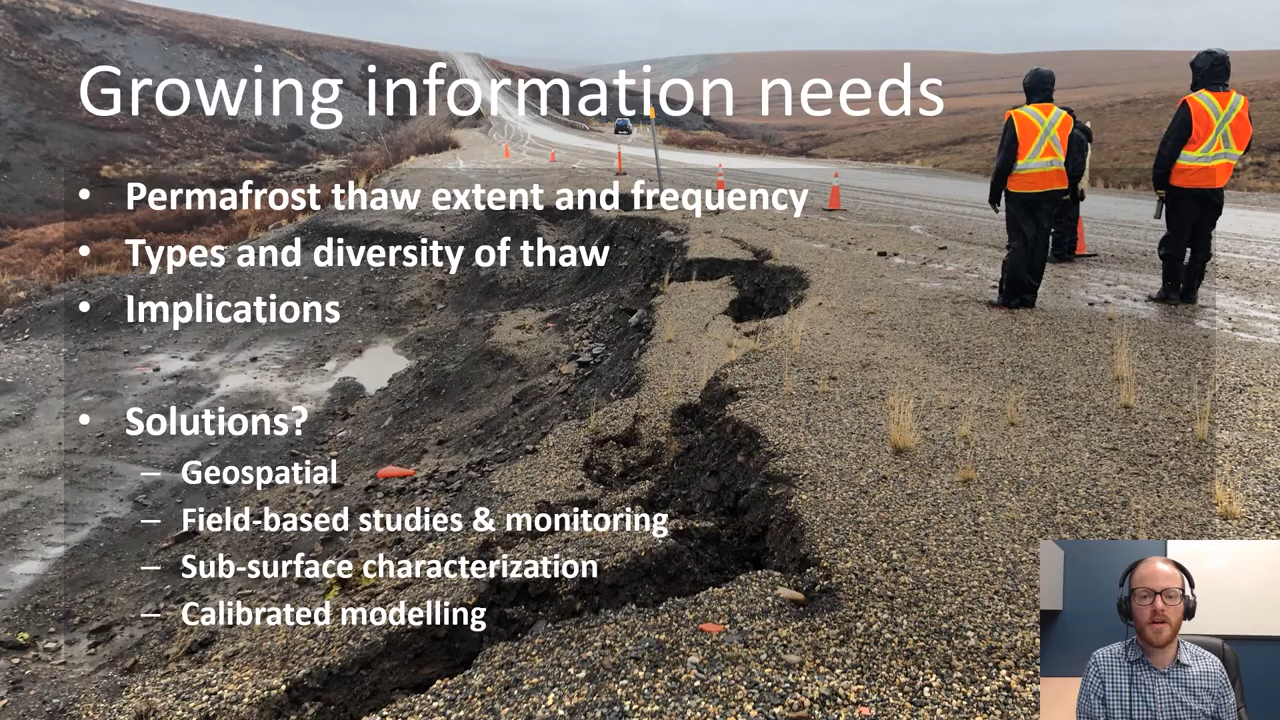 Growing information needs
• Permafrost thaw extent and frequency
• Types and diversity of thaw
• Implications
• Solutions?
– Geospatial
– Field-based studies & monitoring
– Sub-surface characterization
– Calibrated modelling